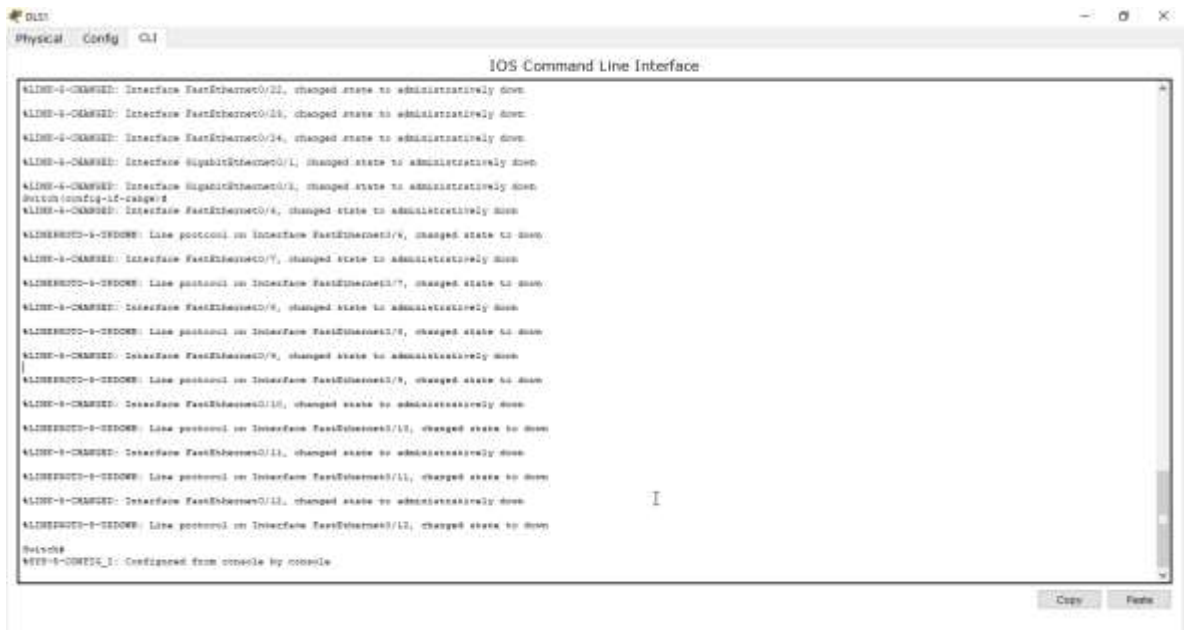 DLS1
Physical Config CLI
IOS Command Line Interface
%LINK-5-CHANGED: Interface FastEthernet0/22, changed state to administratively down
%LINK-5-CHANGED: Interface FastEthernet0/23, changed state to administratively down
%LINK-5-CHANGED: Interface FastEthernet0/24, changed state to administratively down
%LINK-5-CHANGED: Interface GigabitEthernet0/1, changed state to administratively down
%LINK-5-CHANGED: Interface GigabitEthernet0/2, changed state to administratively down
Switch(config-if-range)#
%LINK-5-CHANGED: Interface FastEthernet0/6, changed state to administratively down
%LINEPROTO-5-UPDOWN: Line protocol on Interface FastEthernet0/6, changed state to down
%LINK-5-CHANGED: Interface FastEthernet0/7, changed state to administratively down
%LINEPROTO-5-UPDOWN: Line protocol on Interface FastEthernet0/7, changed state to down
%LINK-5-CHANGED: Interface FastEthernet0/8, changed state to administratively down
%LINEPROTO-5-UPDOWN: Line protocol on Interface FastEthernet0/8, changed state to down
%LINK-5-CHANGED: Interface FastEthernet0/9, changed state to administratively down
%LINEPROTO-5-UPDOWN: Line protocol on Interface FastEthernet0/9, changed state to down
%LINK-5-CHANGED: Interface FastEthernet0/10, changed state to administratively down
%LINEPROTO-5-UPDOWN: Line protocol on Interface FastEthernet0/10, changed state to down
%LINK-5-CHANGED: Interface FastEthernet0/11, changed state to administratively down
%LINEPROTO-5-UPDOWN: Line protocol on Interface FastEthernet0/11, changed state to down
%LINK-5-CHANGED: Interface FastEthernet0/12, changed state to administratively down
%LINEPROTO-5-UPDOWN: Line protocol on Interface FastEthernet0/12, changed state to down
Switch#
%SYS-5-CONFIG_I: Configured from console by console
Copy Paste